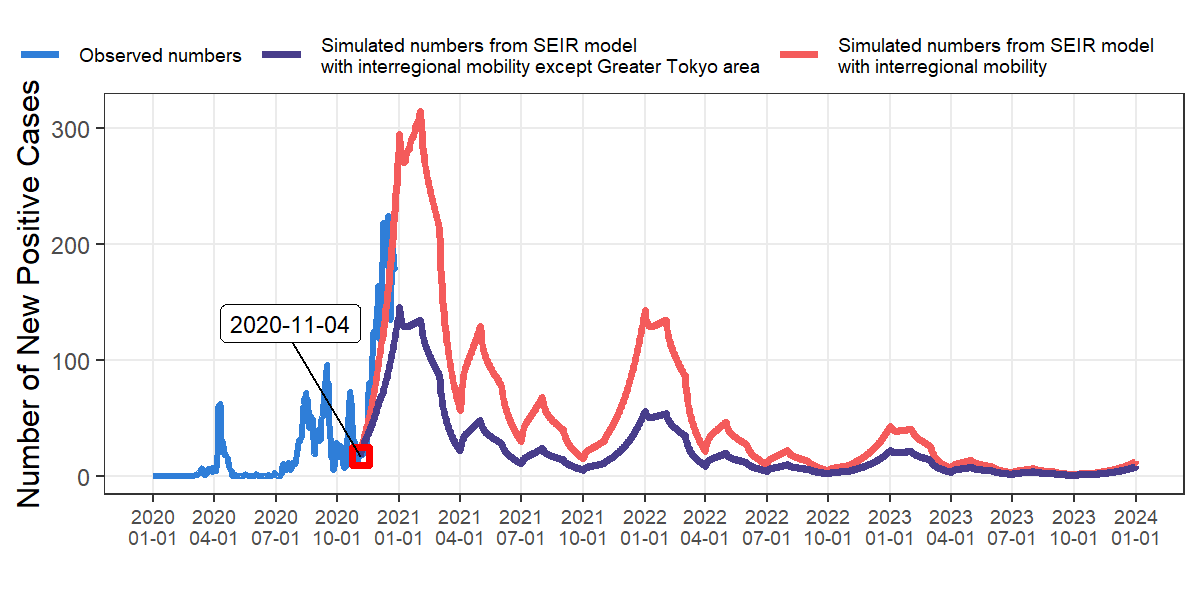 Observed numbers
Simulated numbers from SEIR model
with interregional mobility except Greater Tokyo area
Simulated numbers from SEIR model
with interregional mobility
Number of New Positive Cases
300
200
100
0
2020-11-04
2020 2020 2020 2020 2021 2021 2021 2021 2022 2022 2022 2022 2023 2023 2023 2023 2024
01-01 04-01 07-01 10-01 01-01 04-01 07-01 10-01 01-01 04-01 07-01 10-01 01-01 04-01 07-01 10-01 01-01